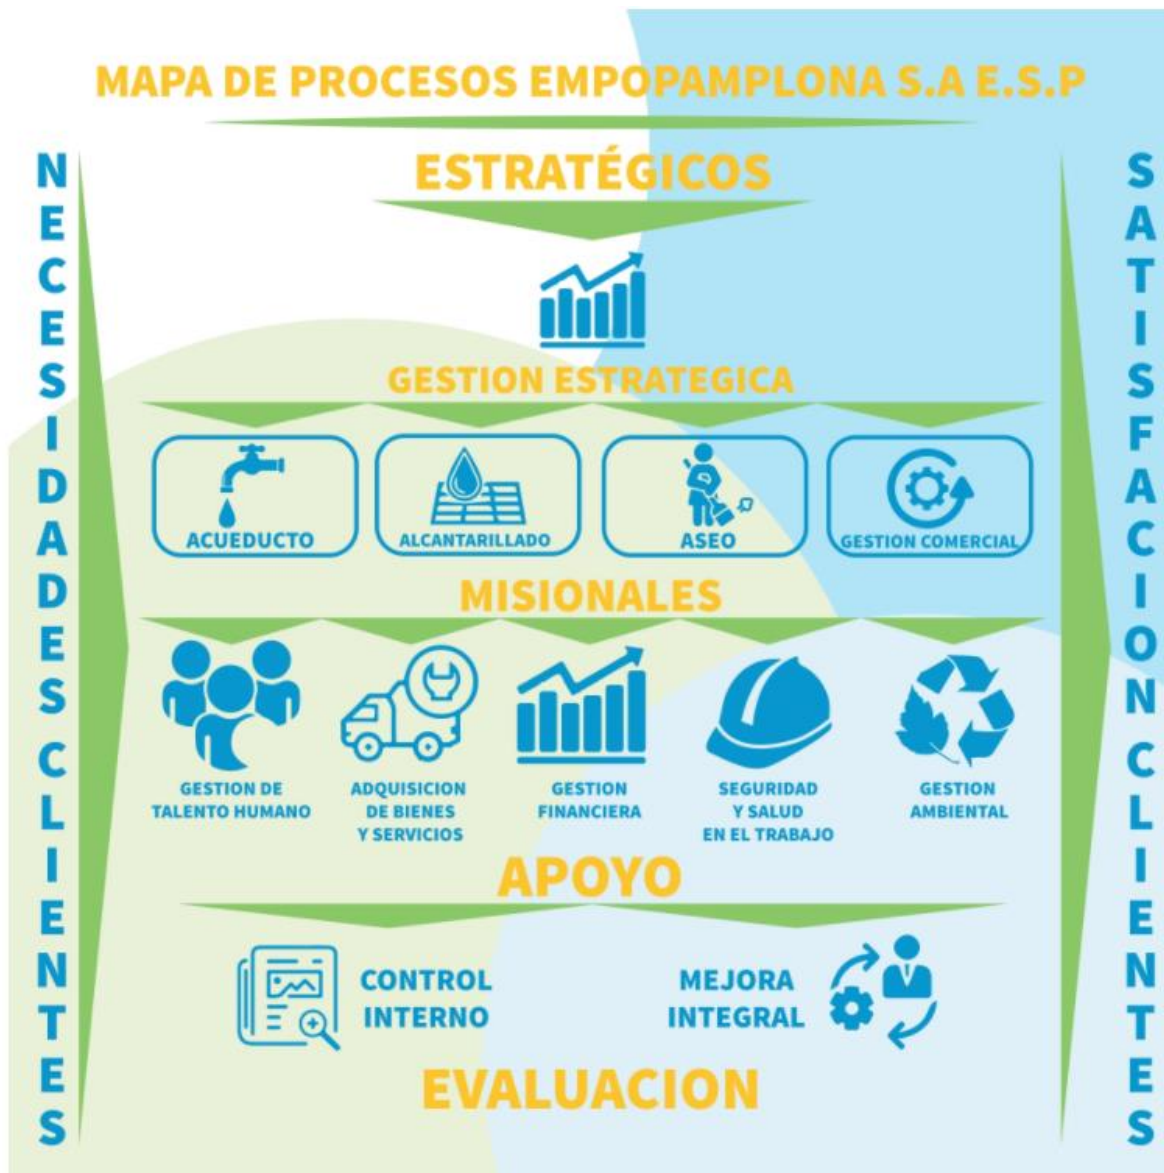 MAPA DE PROCESOS EMPOPAMPLONA S.A E.S.P
NECESIDADES CLIENTES
ESTRATÉGICOS
GESTION ESTRATEGICA
ACUEDUCTO
ALCANTARILLADO
ASEO
GESTION COMERCIAL
MISIONALES
GESTION DE
TALENTO HUMANO
ADQUISICION
DE BIENES
Y SERVICIOS
GESTION
FINANCIERA
SEGURIDAD
Y SALUD
EN EL TRABAJO
GESTION
AMBIENTAL
APOYO
CONTROL
INTERNO
MEJORA
INTEGRAL
EVALUACION
SATISFACION CLIENTES